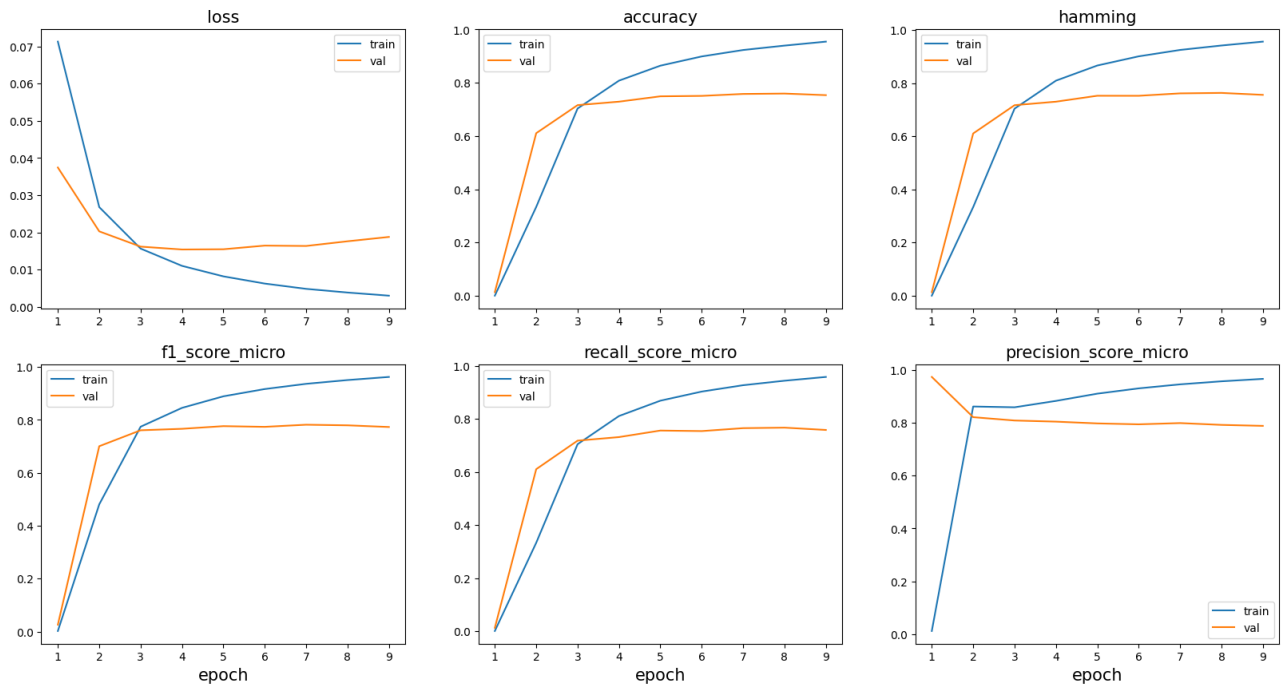 loss
0.07
0.06
0.05
0.04
0.03
0.02
0.01
0.00
train
val
1 2 3 4 5 6 7 8 9
accuracy
1.0
0.8
0.6
0.4
0.2
0.0
train
val
1 2 3 4 5 6 7 8 9
hamming
1.0
0.8
0.6
0.4
0.2
0.0
train
val
1 2 3 4 5 6 7 8 9
f1_score_micro
1.0
0.8
0.6
0.4
0.2
0.0
train
val
1 2 3 4 5 6 7 8 9
epoch
recall_score_micro
1.0
0.8
0.6
0.4
0.2
0.0
train
val
1 2 3 4 5 6 7 8 9
epoch
precision_score_micro
1.0
0.8
0.6
0.4
0.2
0.0
train
val
1 2 3 4 5 6 7 8 9
epoch